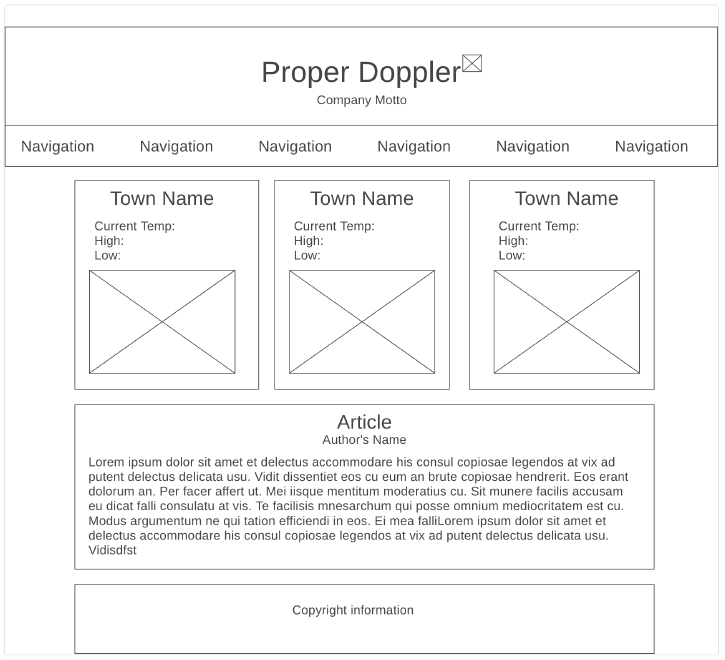 Proper Doppler
Company Motto
Navigation Navigation Navigation Navigation Navigation Navigation
Town Name
Current Temp:
High:
Low:
Town Name
Current Temp:
High:
Low:
Town Name
Current Temp:
High:
Low:
Article
Author's Name
Lorem ipsum dolor sit amet et delectus accommodare his consul copiosae legendos at vix ad
putent delectus delicata usu. Vidit dissentiet eos cu eum an brute copiosae hendrerit. Eos erant
dolorum an. Per facer affert ut. Mei iisque mentitum moderatius cu. Sit munere facilis accusam
eu dicat falli consulatu at vis. Te facilisis mnesarchum qui posse omnium mediocritatem est cu.
Modus argumentum ne qui tation efficiendi in eos. Ei mea falliLorem ipsum dolor sit amet et
delectus accommodare his consul copiosae legendos at vix ad putent delectus delicata usu.
Vidisdfst
Copyright information